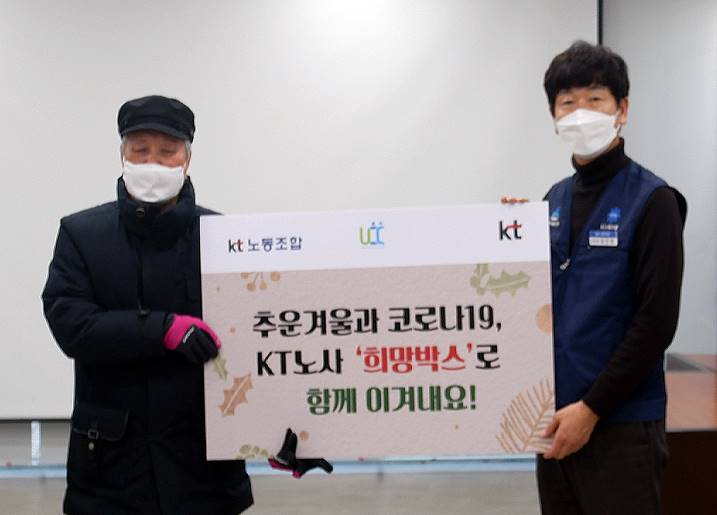 kt 노동조합
UCC
kt
추운겨울과 코로나19,
KT노사 '희망박스'로
함께 이겨내요!